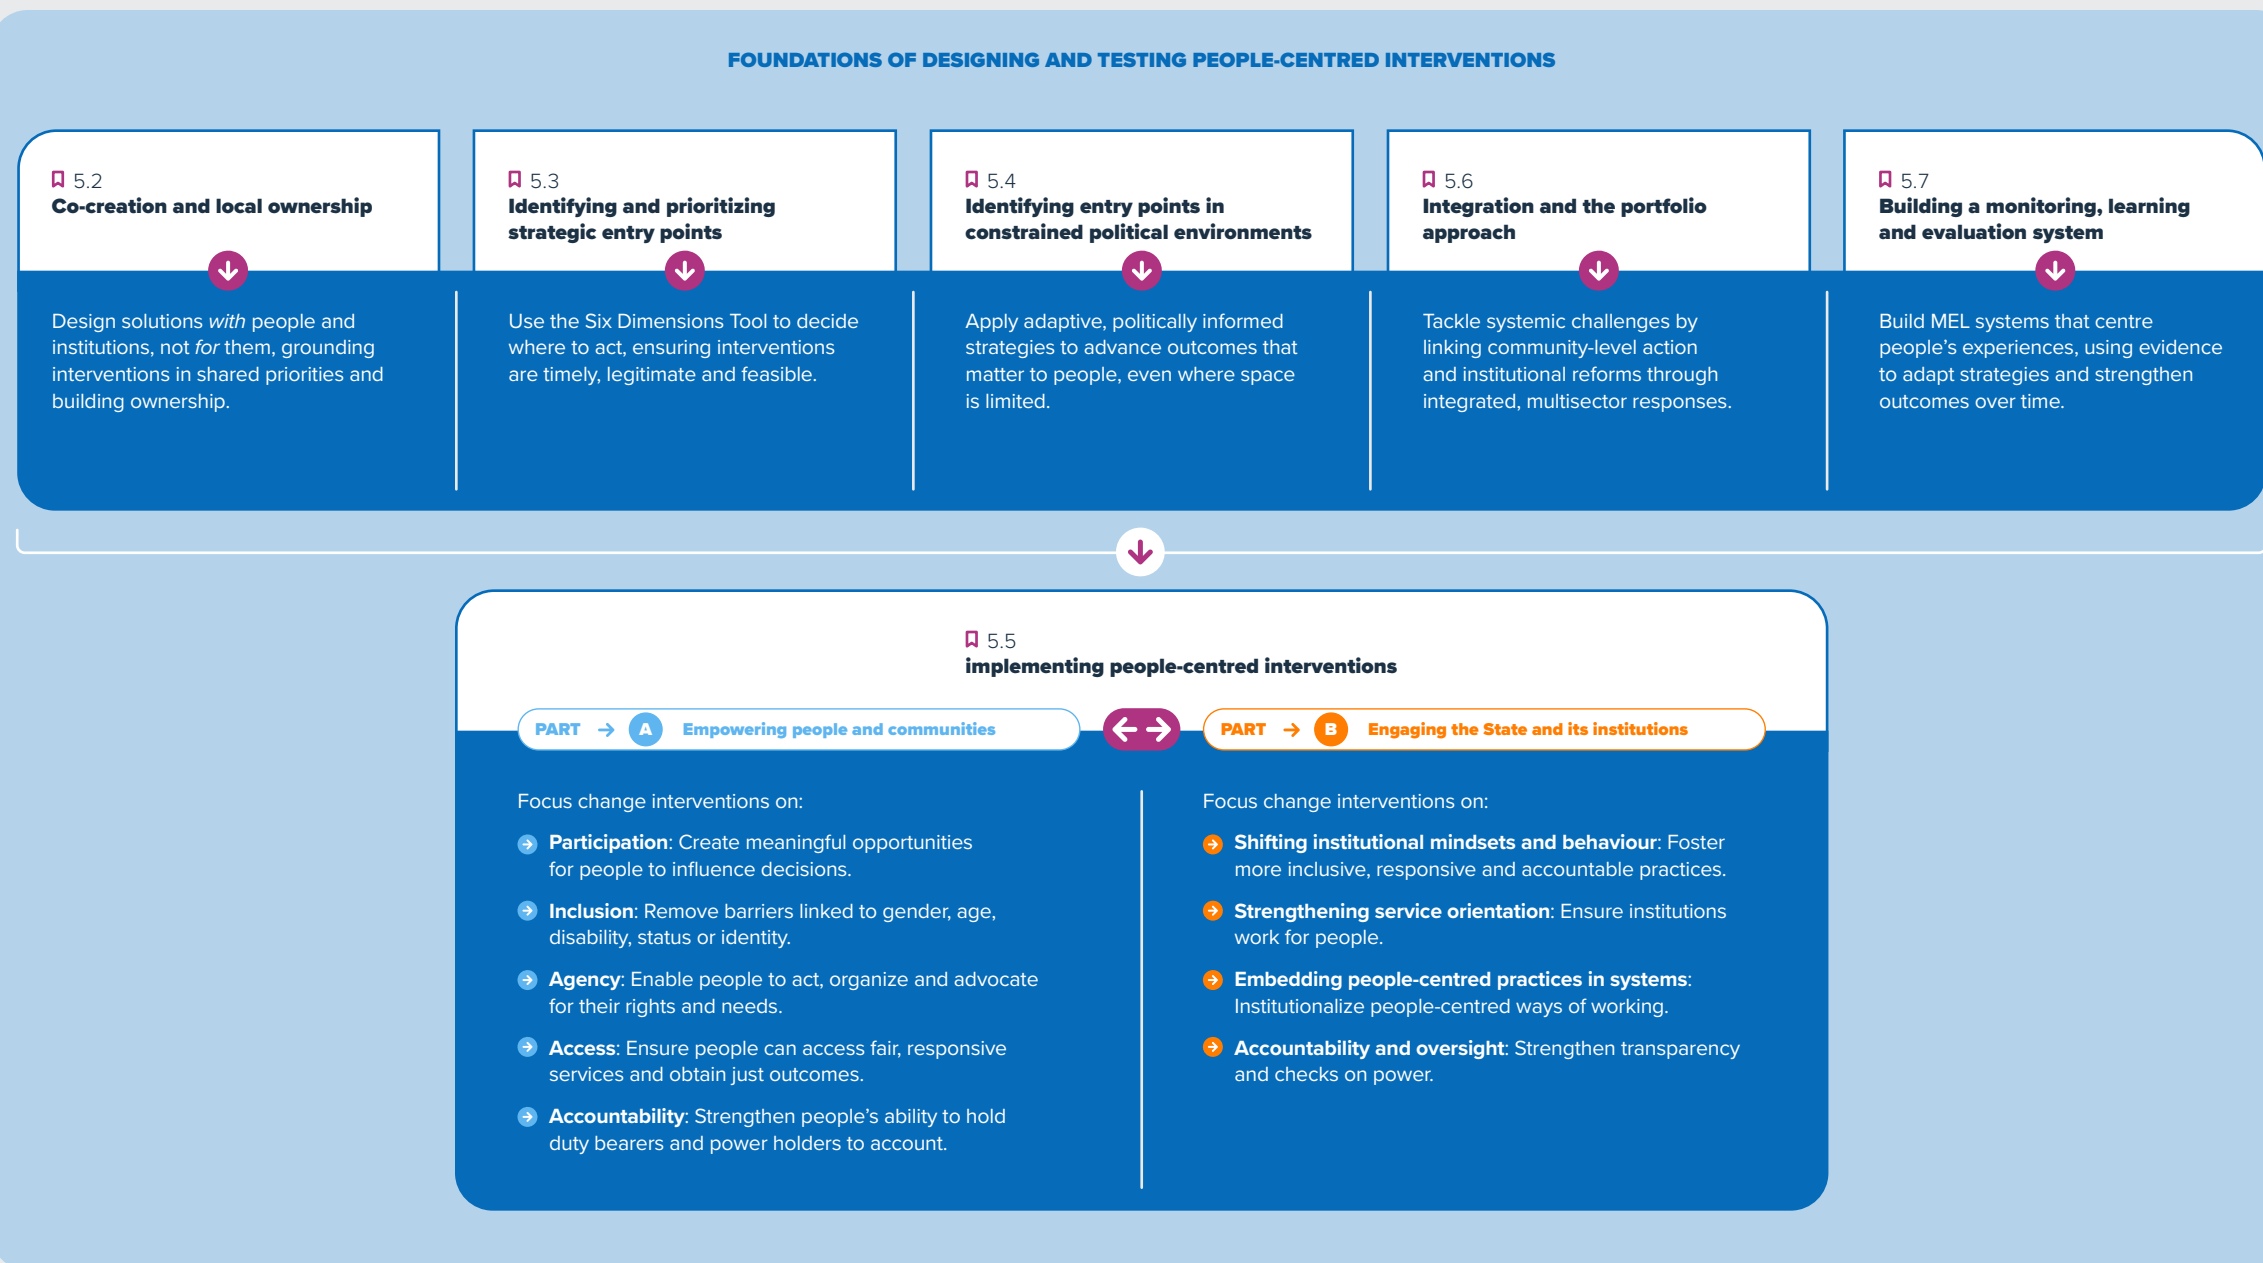 FOUNDATIONS OF DESIGNING AND TESTING PEOPLE-CENTRED INTERVENTIONS
5.2
Co-creation and local ownership
Design solutions with people and
institutions, not for them, grounding
interventions in shared priorities and
building ownership.
5.3
Identifying and prioritizing
strategic entry points
Use the Six Dimensions Tool to decide
where to act, ensuring interventions
are timely, legitimate and feasible.
5.4
Identifying entry points in
constrained political environments
Apply adaptive, politically informed
strategies to advance outcomes that
matter to people, even where space
is limited.
5.6
Integration and the portfolio
approach
Tackle systemic challenges by
linking community-level action
and institutional reforms through
integrated, multisector responses.
5.7
Building a monitoring, learning
and evaluation system
Build MEL systems that centre
people's experiences, using evidence
to adapt strategies and strengthen
outcomes over time.
5.5
implementing people-centred interventions
PART → A Empowering people and communities
Focus change interventions on:
Participation: Create meaningful opportunities
for people to influence decisions.
Inclusion: Remove barriers linked to gender, age,
disability, status or identity.
Agency: Enable people to act, organize and advocate
for their rights and needs.
Access: Ensure people can access fair, responsive
services and obtain just outcomes.
Accountability: Strengthen people's ability to hold
duty bearers and power holders to account.
PART → B Engaging the State and its institutions
Focus change interventions on:
Shifting institutional mindsets and behaviour: Foster
more inclusive, responsive and accountable practices.
Strengthening service orientation: Ensure institutions
work for people.
Embedding people-centred practices in systems:
Institutionalize people-centred ways of working.
Accountability and oversight: Strengthen transparency
and checks on power.